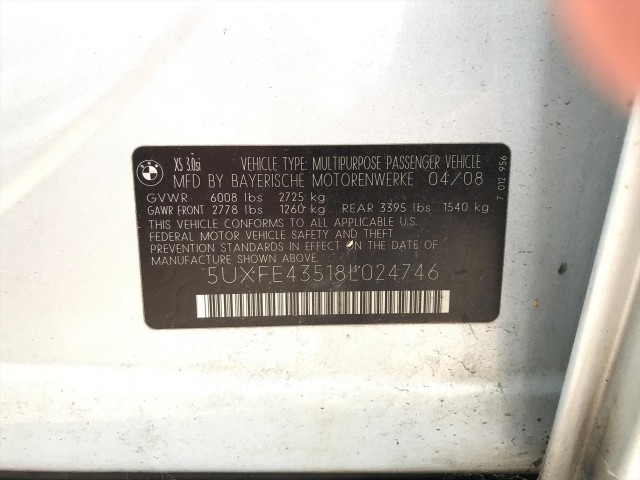 X5 3.0si VEHICLE TYPE: MULTIPURPOSE PASSENGER VEHICLE
MFD BY BAYERISCHE MOTORENWERKE 04/08
GVWR 6008 lbs 2725 kg
GAWR FRONT 2778 lbs 1260 kg REAR 3395 lbs 1540 kg
THIS VEHICLE CONFORMS TO ALL APPLICABLE U.S.
FEDERAL MOTOR VEHICLE SAFETY AND THEFT
PREVENTION STANDARDS IN EFFECT ON THE DATE OF
MANUFACTURE SHOWN ABOVE.
5UXFE43518L024746
7 012 956